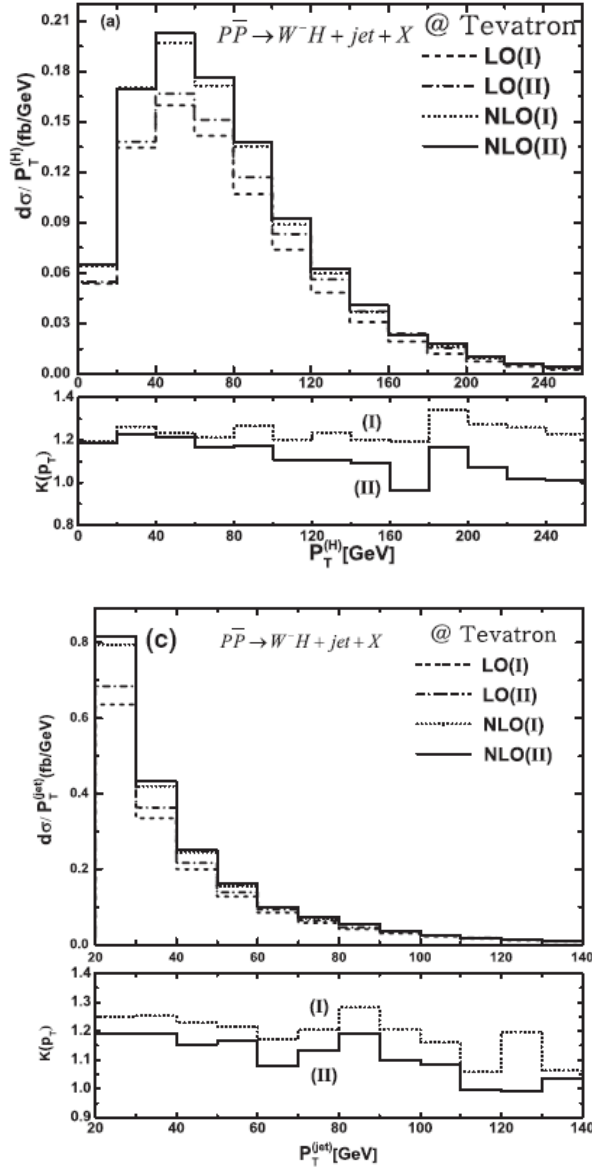 (a) PP̅ → W⁻H + jet + X @ Tevatron
LO(I)
LO(II)
NLO(I)
NLO(II)
dσ/P_T^(H)(fb/GeV)
0.21
0.18
0.15
0.12
0.09
0.06
0.03
0.00
0 40 80 120 160 200 240
K(p_T)
1.4
1.2
1.0
0.8
(I)
(II)
0 40 80 120 160 200 240
P_T^(H)[GeV]
(c) PP̅ → W⁻H + jet + X @ Tevatron
LO(I)
LO(II)
NLO(I)
NLO(II)
dσ/P_T^(jet)(fb/GeV)
0.8
0.6
0.4
0.2
0.0
20 40 60 80 100 120 140
K(p_T)
1.4
1.3
1.2
1.1
1.0
0.9
(I)
(II)
20 40 60 80 100 120 140
P_T^(jet)[GeV]